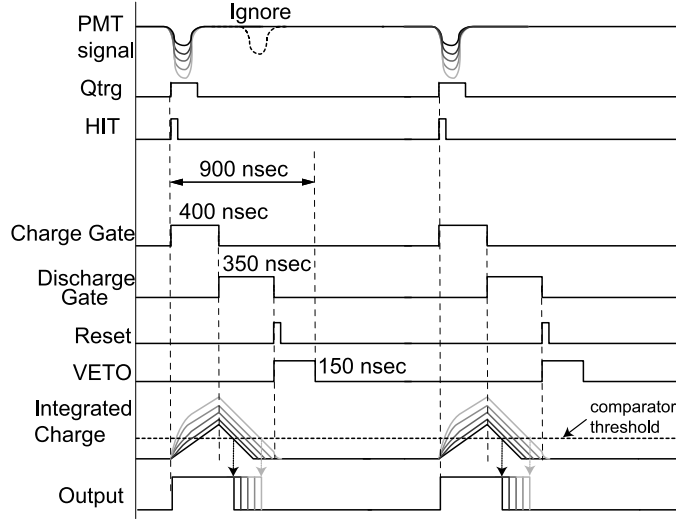 PMT
signal
Ignore
Qtrg
HIT
900 nsec
400 nsec
Charge Gate
350 nsec
Discharge
Gate
Reset
VETO
150 nsec
Integrated
Charge
comparator
threshold
Output